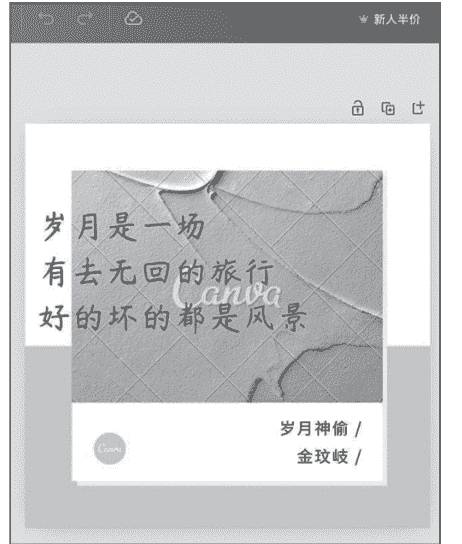 新人半价
岁月是一场
有去无回的旅行
好的坏的都是风景
Canva
岁月神偷 /
金玟岐 /
Canva